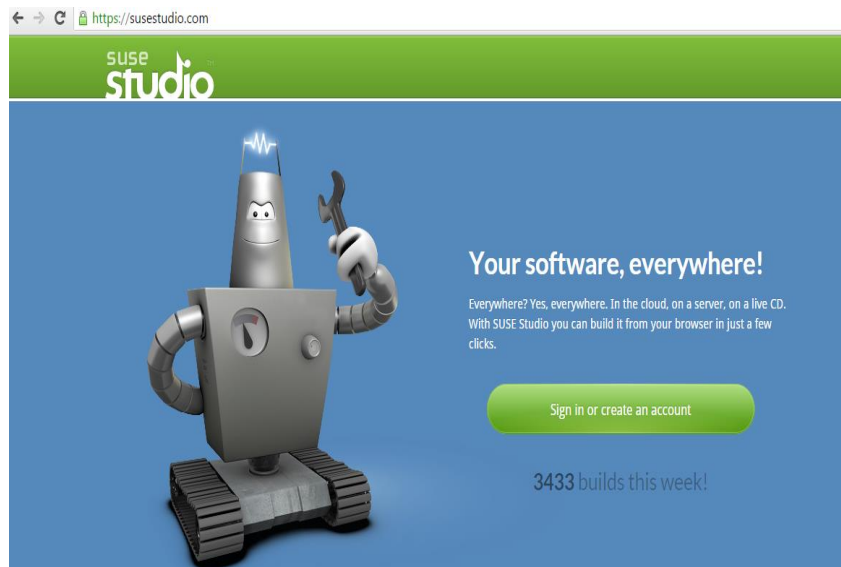 https://susestudio.com
suse
studio
Your software, everywhere!
Everywhere? Yes, everywhere. In the cloud, on a server, on a live CD.
With SUSE Studio you can build it from your browser in just a few
clicks.
Sign in or create an account
3433 builds this week!